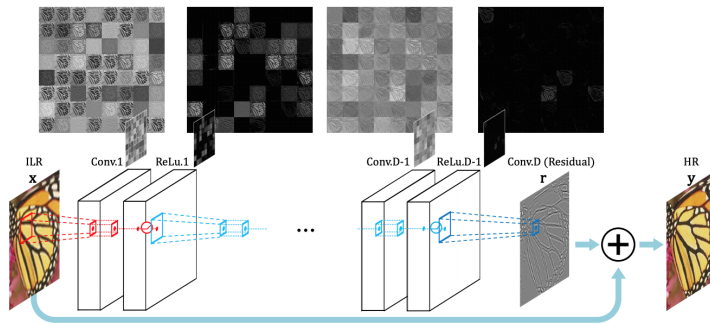 ILR
x
Conv.1
ReLu.1
...
Conv.D-1
ReLu.D-1
Conv.D (Residual)
r
HR
y